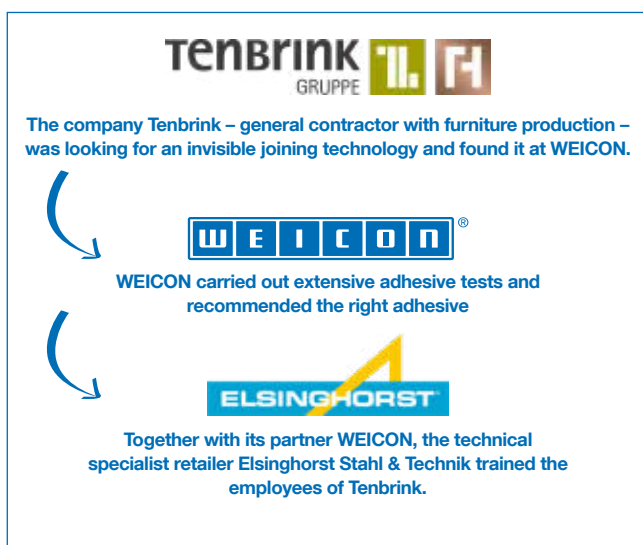 TenBrink
GRUPPE
The company Tenbrink – general contractor with furniture production –
was looking for an invisible joining technology and found it at WEICON.
WEICON®
WEICON carried out extensive adhesive tests and
recommended the right adhesive
ELSINGHORST
Together with its partner WEICON, the technical
specialist retailer Elsinghorst Stahl & Technik trained the
employees of Tenbrink.